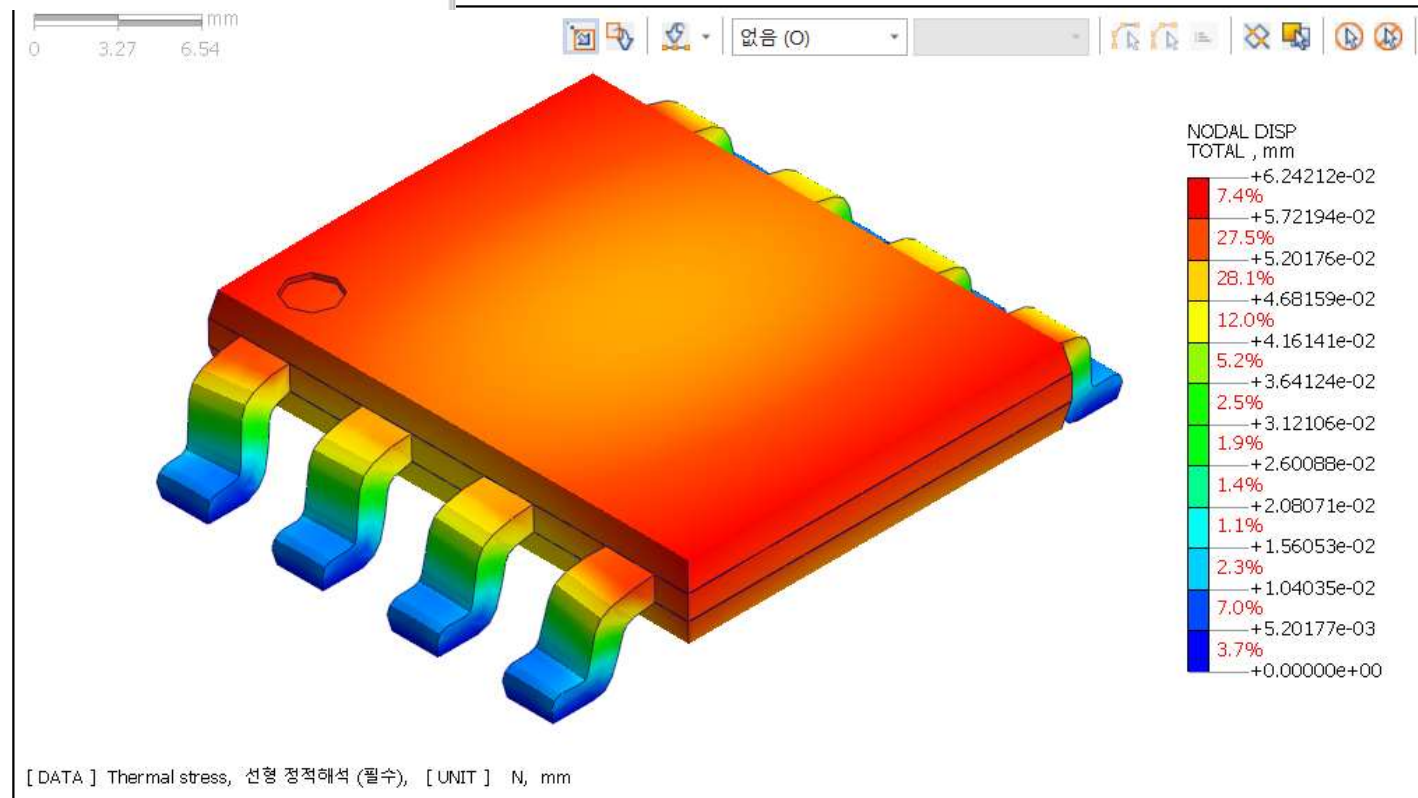 mm
0 3.27 6.54
없음 (O)
NODAL DISP
TOTAL , mm
+6.24212e-02
7.4%
+5.72194e-02
27.5%
+5.20176e-02
28.1%
+4.68159e-02
12.0%
+4.16141e-02
5.2%
+3.64124e-02
2.5%
+3.12106e-02
1.9%
+2.60088e-02
1.4%
+2.08071e-02
1.1%
+1.56053e-02
2.3%
+1.04035e-02
7.0%
+5.20177e-03
3.7%
+0.00000e+00
[ DATA ] Thermal stress, 선형 정적해석 (필수), [ UNIT ] N, mm